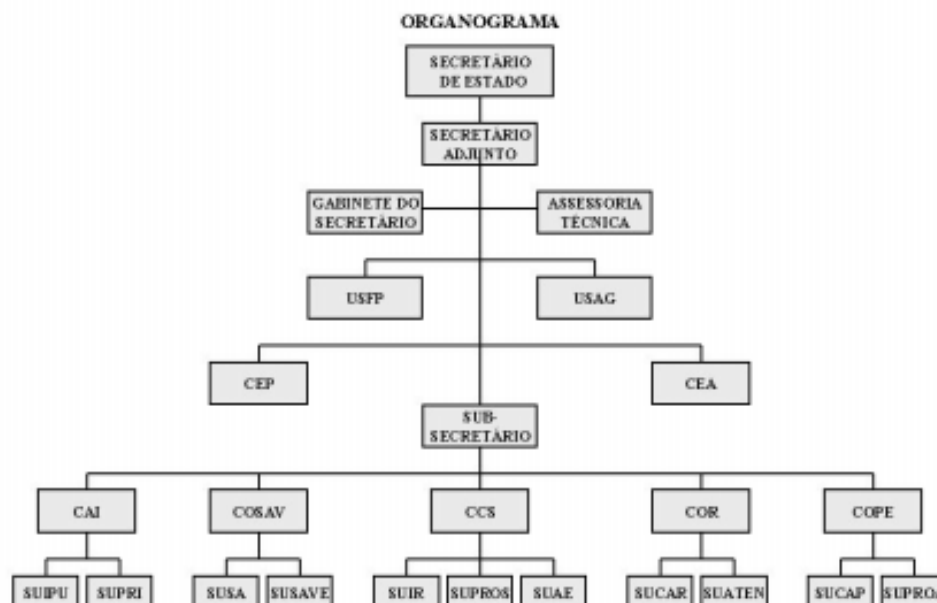 ORGANOGRAMA
SECRETÁRIO
DE ESTADO
SECRETÁRIO
ADJUNTO
GABINETE DO
SECRETÁRIO
ASSESSORIA
TÉCNICA
USFP
USAG
CEP
CEA
SUB-
SECRETÁRIO
CAI
COSAV
CCS
COR
COPE
SUIPU
SUPRI
SUSA
SUSAVE
SUIR
SUPROS
SUAE
SUCAR
SUATEN
SUCAP